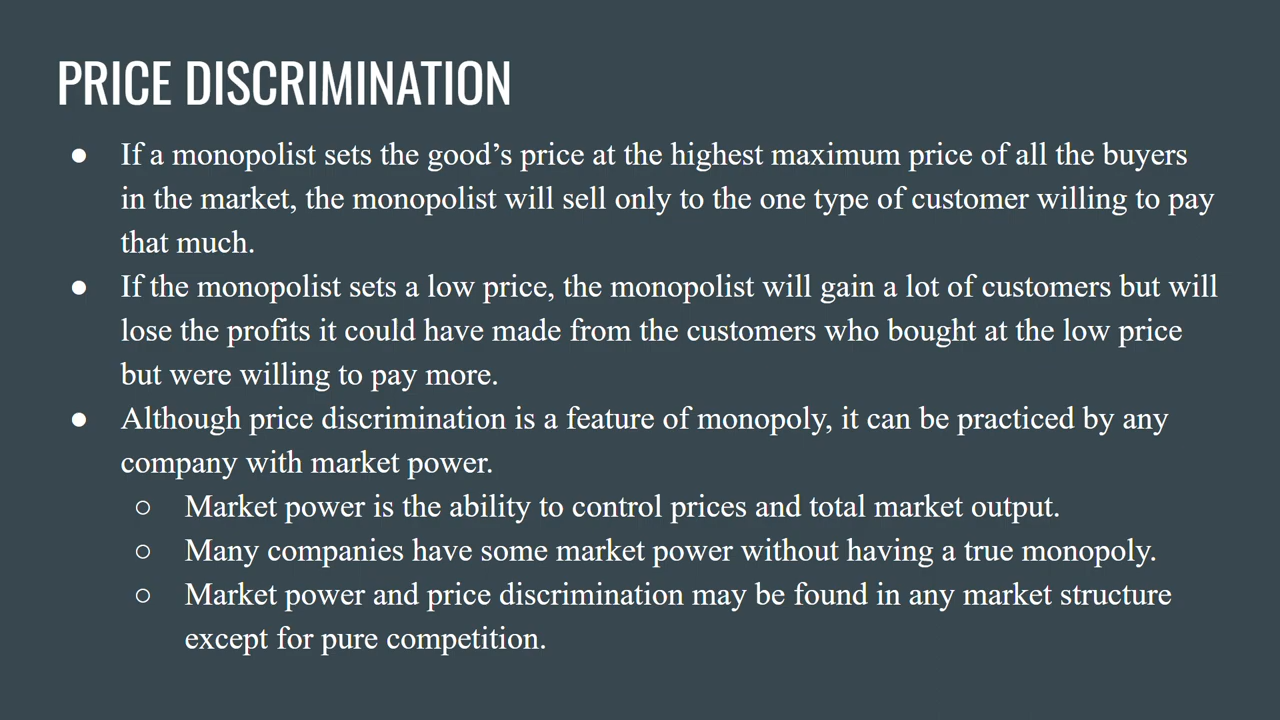 PRICE DISCRIMINATION
● If a monopolist sets the good’s price at the highest maximum price of all the buyers
in the market, the monopolist will sell only to the one type of customer willing to pay
that much.
● If the monopolist sets a low price, the monopolist will gain a lot of customers but will
lose the profits it could have made from the customers who bought at the low price
but were willing to pay more.
● Although price discrimination is a feature of monopoly, it can be practiced by any
company with market power.
○ Market power is the ability to control prices and total market output.
○ Many companies have some market power without having a true monopoly.
○ Market power and price discrimination may be found in any market structure
except for pure competition.